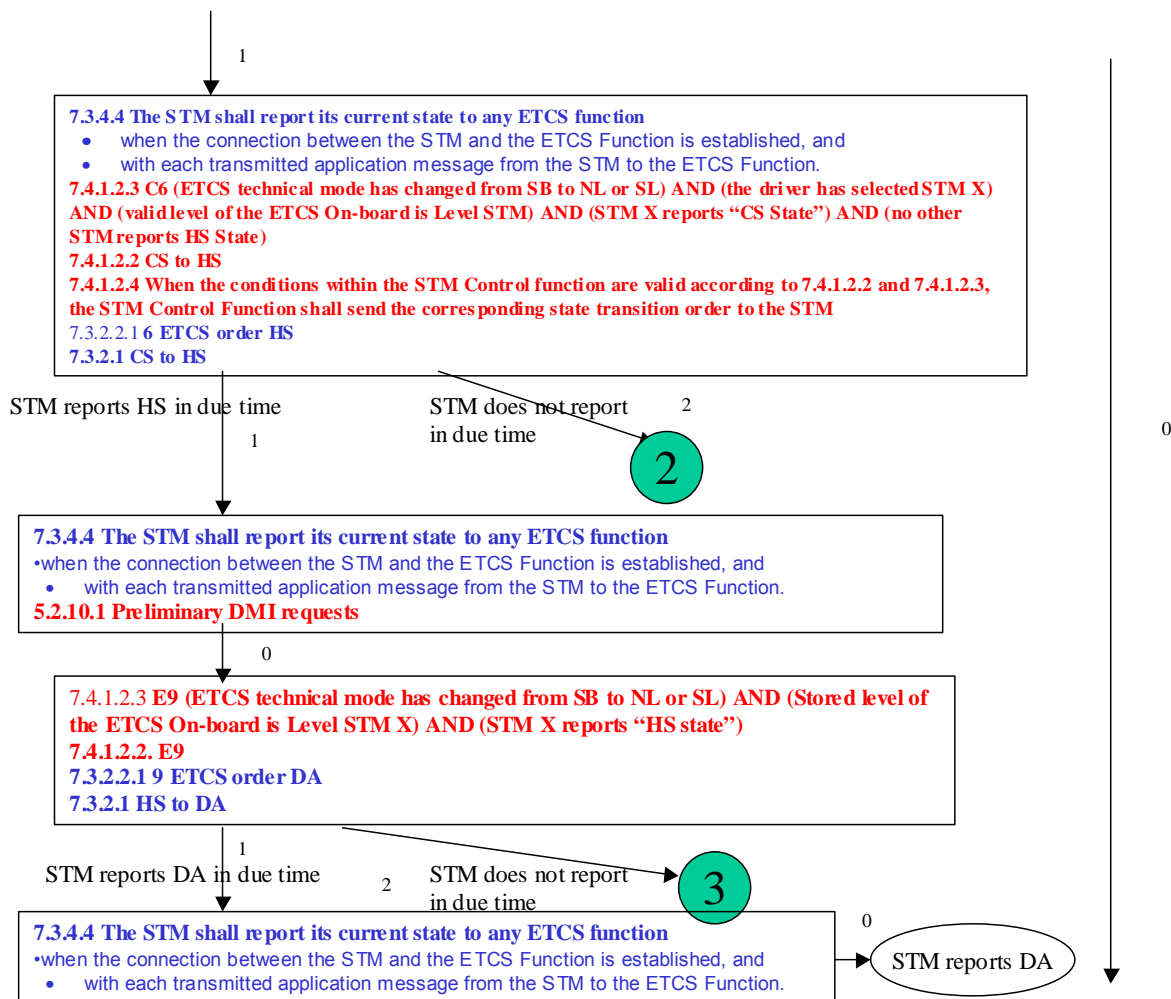 1
7.3.4.4 The STM shall report its current state to any ETCS function
• when the connection between the STM and the ETCS Function is established, and
• with each transmitted application message from the STM to the ETCS Function.
7.4.1.2.3 C6 (ETCS technical mode has changed from SB to NL or SL) AND (the driver has selected STM X)
AND (valid level of the ETCS On-board is Level STM) AND (STM X reports “CS State”) AND (no other
STM reports HS State)
7.4.1.2.2 CS to HS
7.4.1.2.4 When the conditions within the STM Control function are valid according to 7.4.1.2.2 and 7.4.1.2.3,
the STM Control Function shall send the corresponding state transition order to the STM
7.3.2.2.1 6 ETCS order HS
7.3.2.1 CS to HS
STM reports HS in due time
1
STM does not report
in due time
2
2
0
7.3.4.4 The STM shall report its current state to any ETCS function
•when the connection between the STM and the ETCS Function is established, and
• with each transmitted application message from the STM to the ETCS Function.
5.2.10.1 Preliminary DMI requests
0
7.4.1.2.3 E9 (ETCS technical mode has changed from SB to NL or SL) AND (Stored level of
the ETCS On-board is Level STM X) AND (STM X reports “HS state”)
7.4.1.2.2. E9
7.3.2.2.1 9 ETCS order DA
7.3.2.1 HS to DA
1
STM reports DA in due time
2
STM does not report
in due time
3
7.3.4.4 The STM shall report its current state to any ETCS function
•when the connection between the STM and the ETCS Function is established, and
• with each transmitted application message from the STM to the ETCS Function.
0
STM reports DA